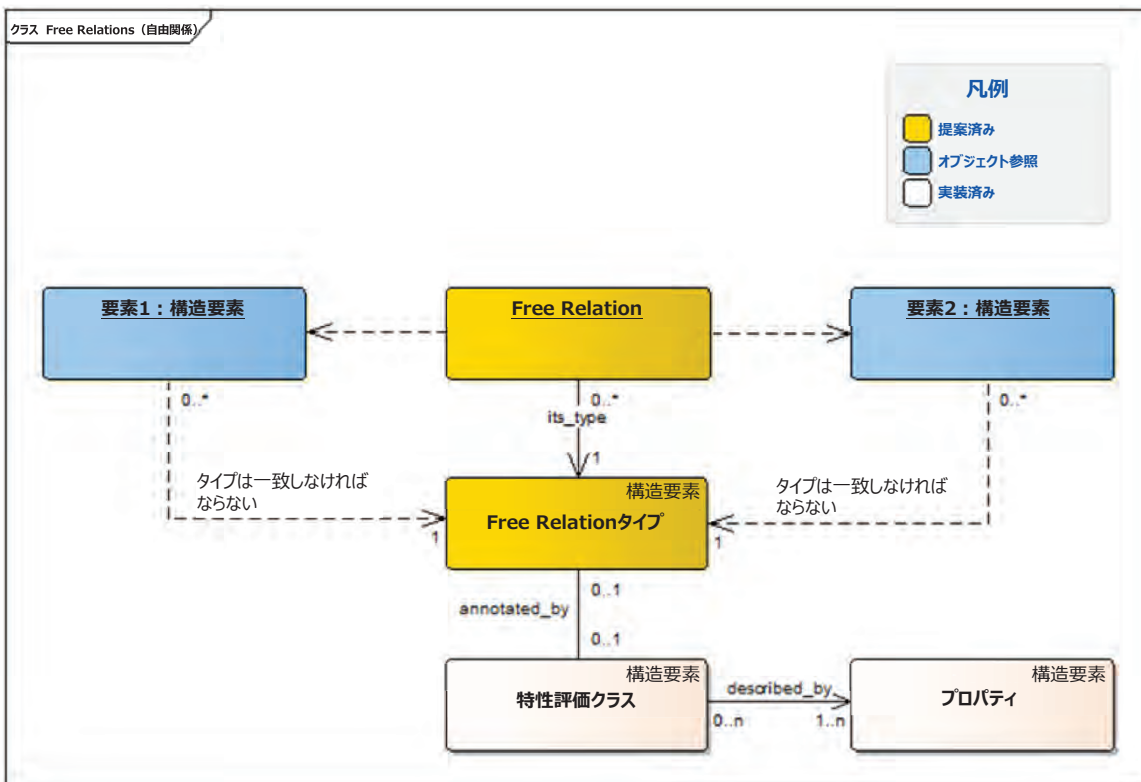 クラス Free Relations（自由関係）
凡例
提案済み
オブジェクト参照
実装済み
要素1：構造要素
Free Relation
要素2：構造要素
0..*
0..*
0..*
its_type
1
タイプは一致しなければ
ならない
タイプは一致しなければ
ならない
構造要素
Free Relationタイプ
1
1
0..1
annotated_by
0..1
構造要素
特性評価クラス
described_by
0..n
1..n
構造要素
プロパティ